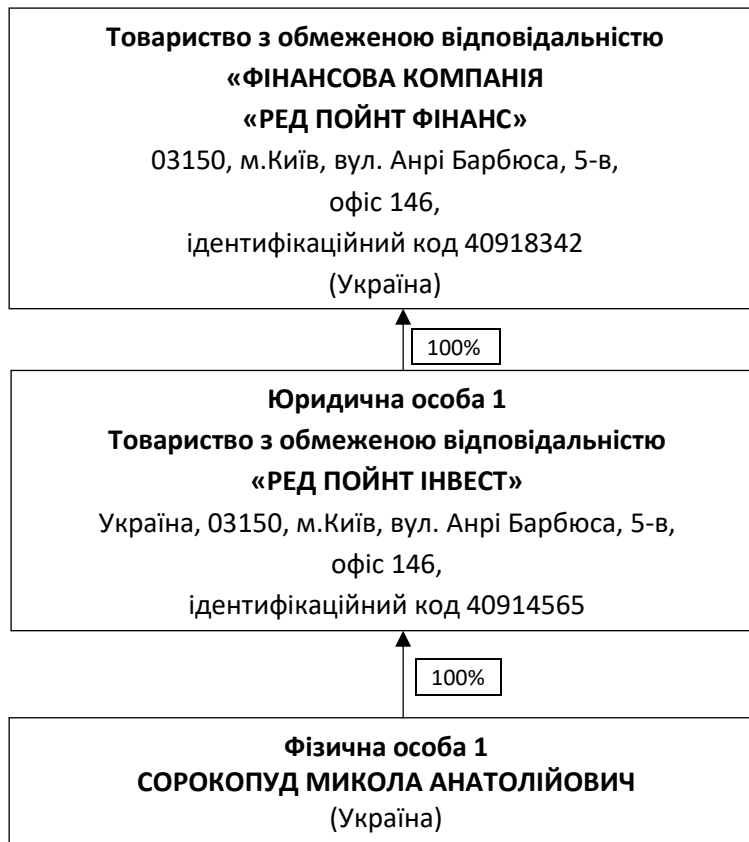 Товариство з обмеженою відповідальністю
«ФІНАНСОВА КОМПАНІЯ
«РЕД ПОЙНТ ФІНАНС»
03150, м.Київ, вул. Анрі Барбюса, 5-в,
офіс 146,
ідентифікаційний код 40918342
(Україна)
100%
Юридична особа 1
Товариство з обмеженою відповідальністю
«РЕД ПОЙНТ ІНВЕСТ»
Україна, 03150, м.Київ, вул. Анрі Барбюса, 5-в,
офіс 146,
ідентифікаційний код 40914565
100%
Фізична особа 1
СОРОКОПУД МИКОЛА АНАТОЛІЙОВИЧ
(Україна)